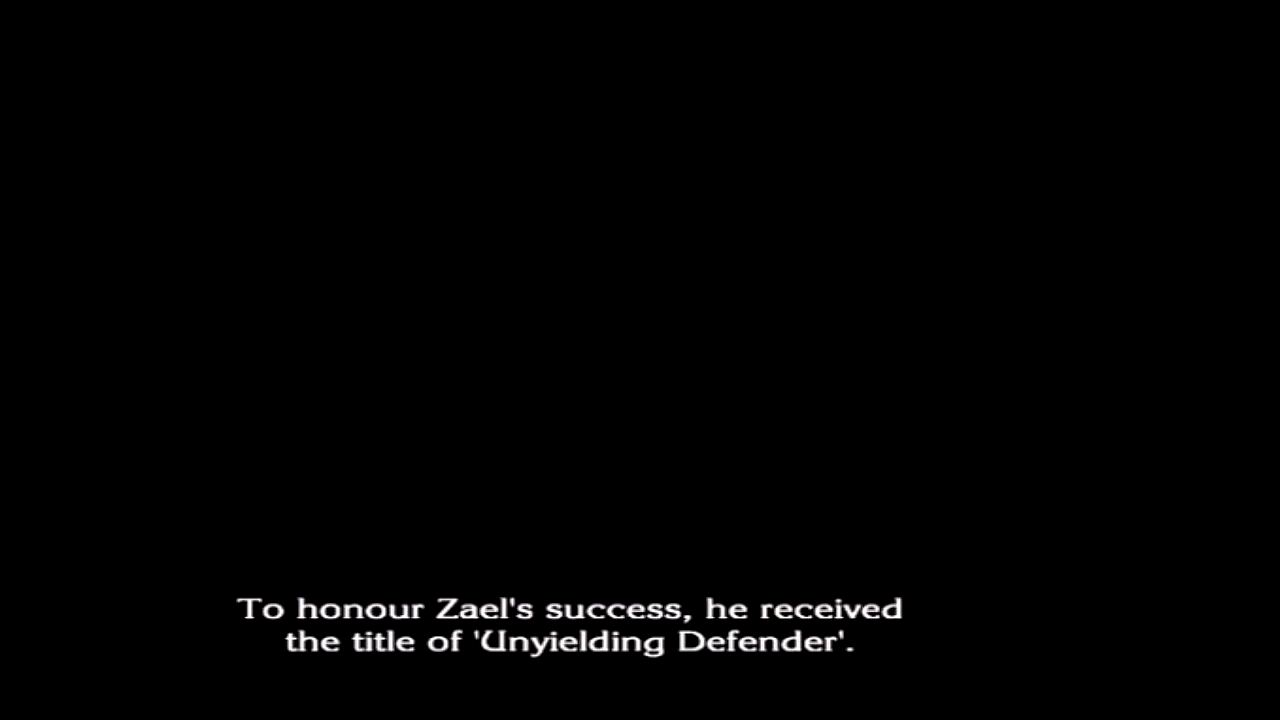 To honour Zael's success, he received
the title of 'Unyielding Defender'.